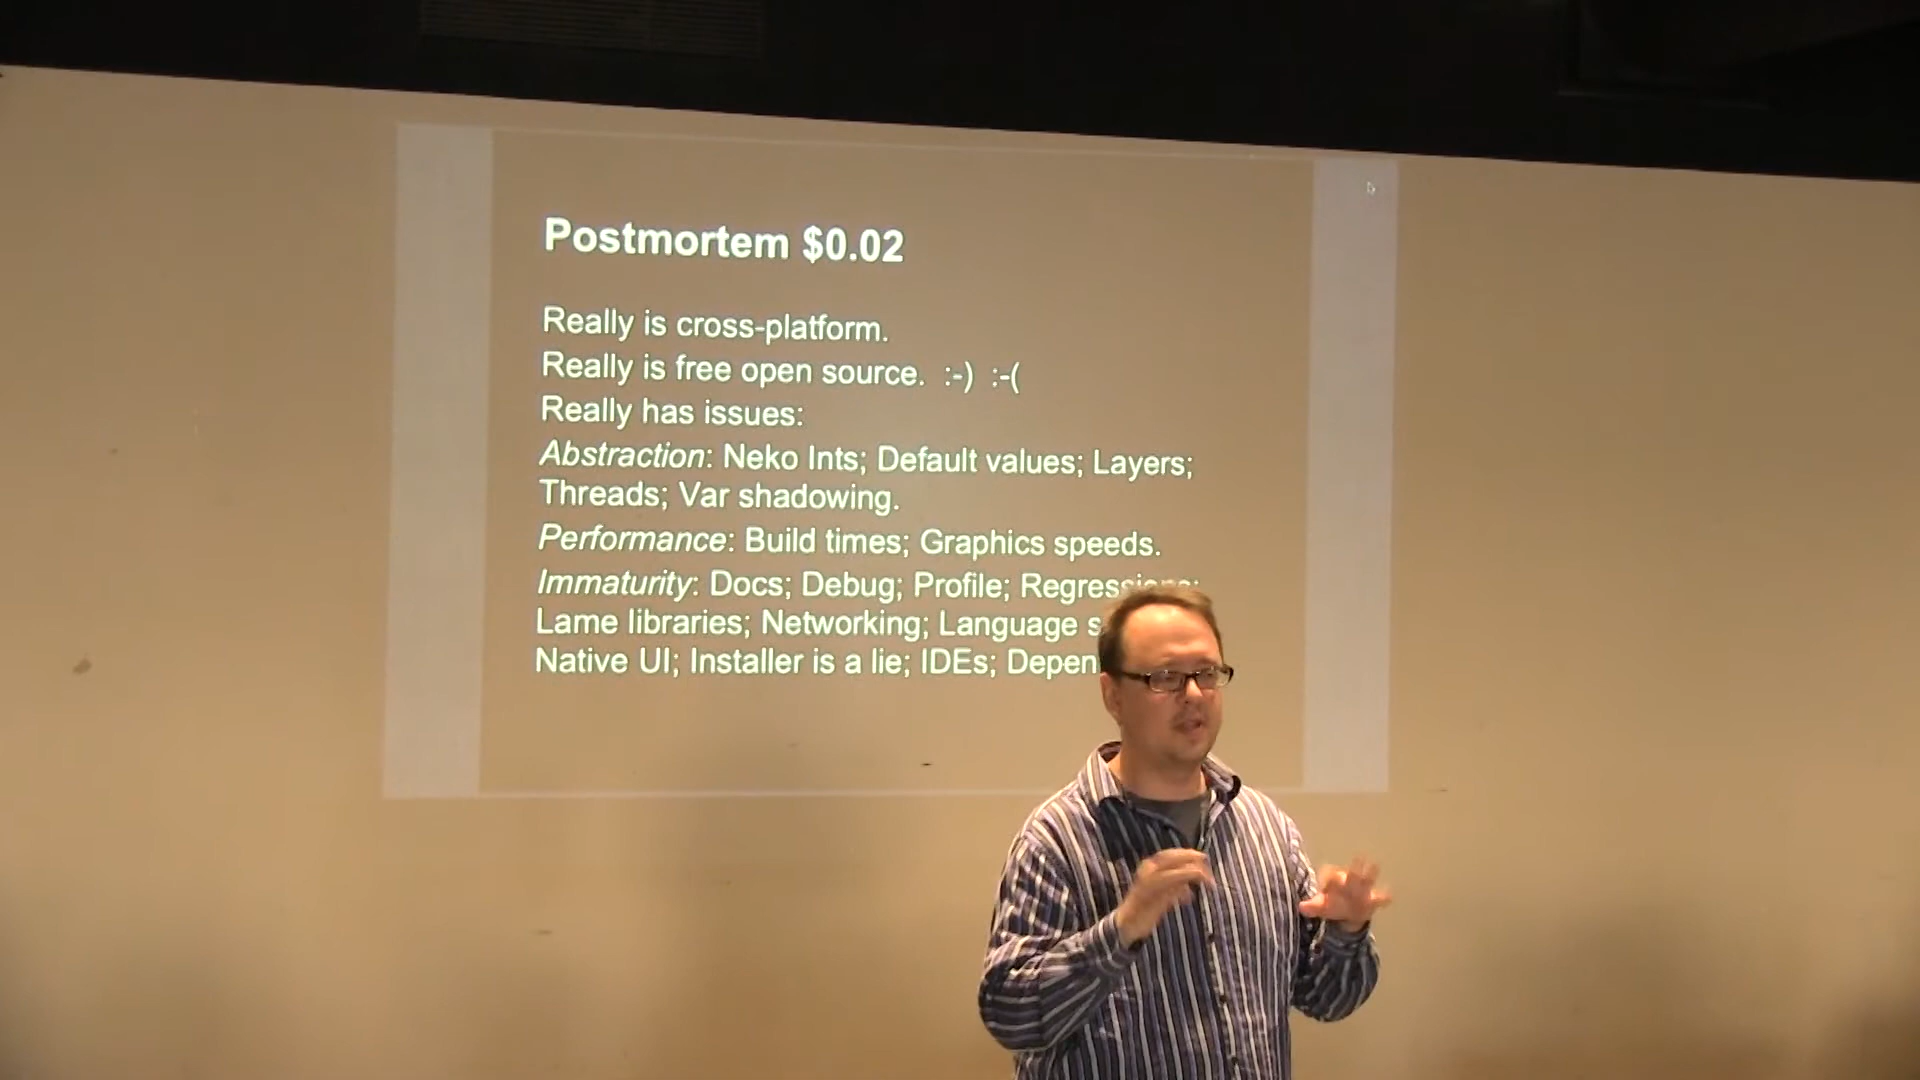 Postmortem $0.02
Really is cross-platform.
Really is free open source. :-) :-(
Really has issues:
Abstraction: Neko Ints; Default values; Layers;
Threads; Var shadowing.
Performance: Build times; Graphics speeds.
Immaturity: Docs; Debug; Profile; Regressions;
Lame libraries; Networking; Language
Native UI; Installer is a lie; IDEs;